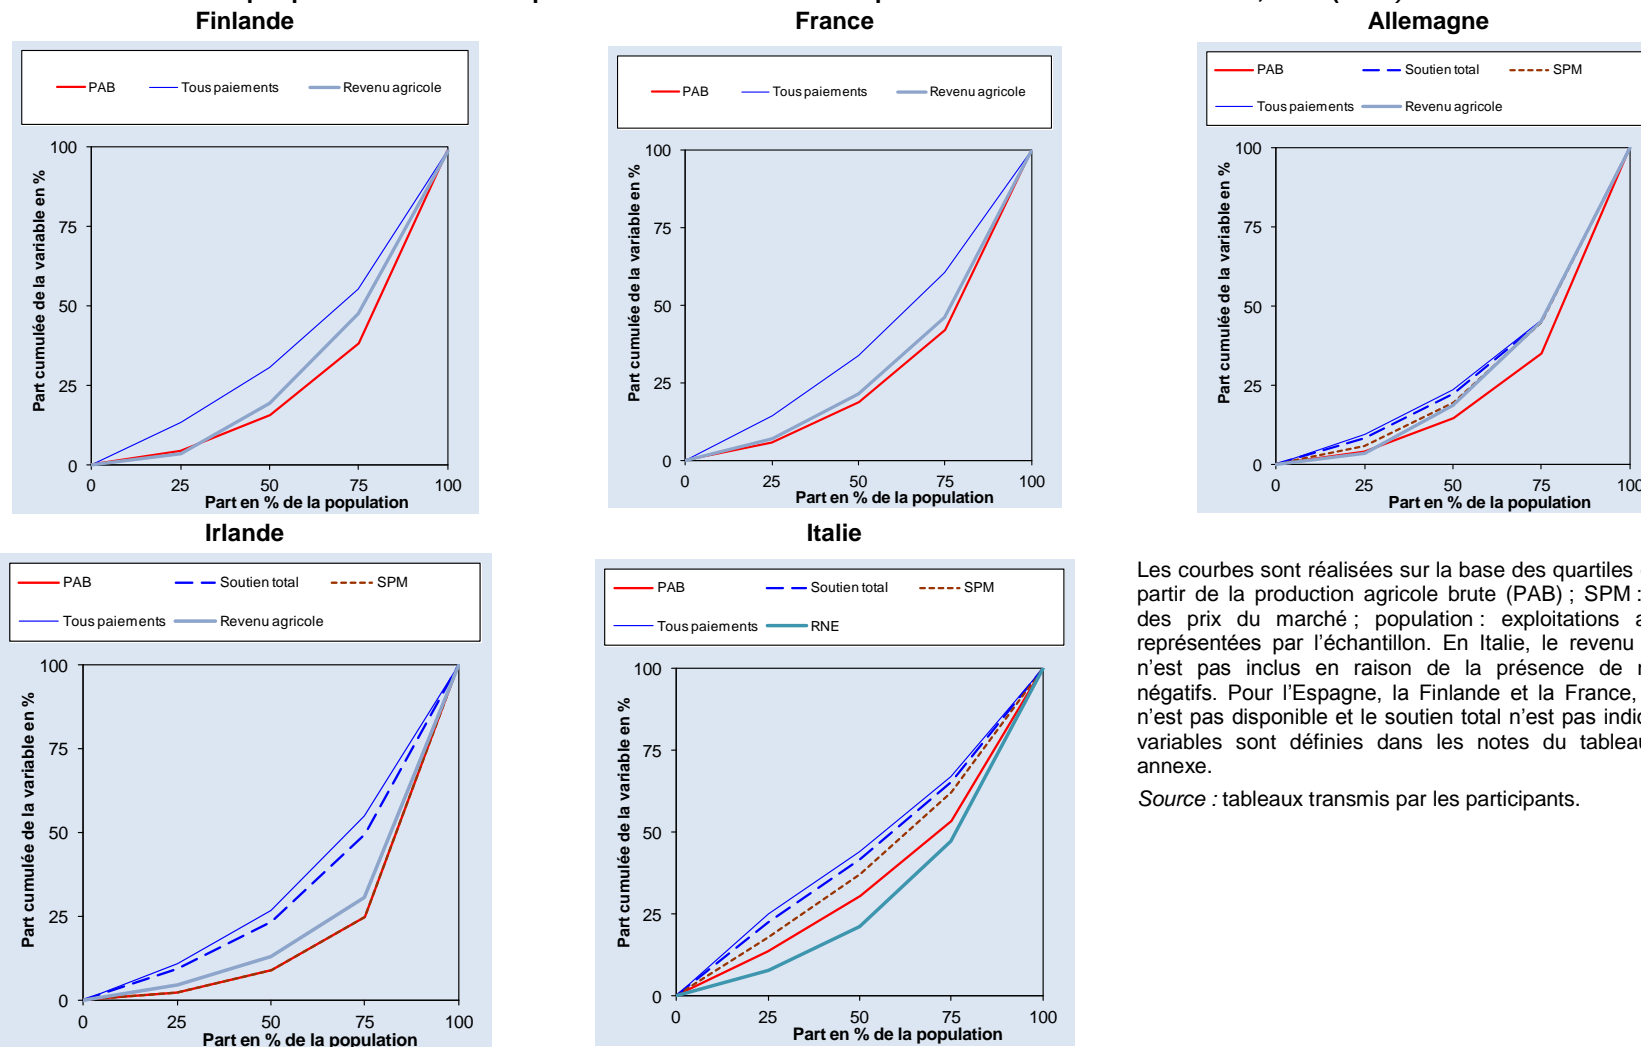 Finlande
France
Allemagne
PAB Tous paiements Revenu agricole
PAB Tous paiements Revenu agricole
PAB Soutien total SPM
Tous paiements Revenu agricole
Part cumulée de la variable en %
100
75
50
25
0
0 25 50 75 100
Part en % de la population
Part cumulée de la variable en %
100
75
50
25
0
0 25 50 75 100
Part en % de la population
Part cumulée de la variable en %
100
75
50
25
0
0 25 50 75
Part en % de la population
Irlande
Italie
PAB Soutien total SPM
Tous paiements Revenu agricole
PAB Soutien total SPM
Tous paiements RNE
Part cumulée de la variable en %
100
75
50
25
0
0 25 50 75 100
Part en % de la population
Part cumulée de la variable en %
100
75
50
25
0
0 25 50 75 100
Part en % de la population
Les courbes sont réalisées sur la base des quartiles
partir de la production agricole brute (PAB) ; SPM :
des prix du marché ; population : exploitations
représentées par l’échantillon. En Italie, le revenu
n’est pas inclus en raison de la présence de
négatifs. Pour l’Espagne, la Finlande et la France,
n’est pas disponible et le soutien total n’est pas
variables sont définies dans les notes du
annexe.
Source : tableaux transmis par les participants.